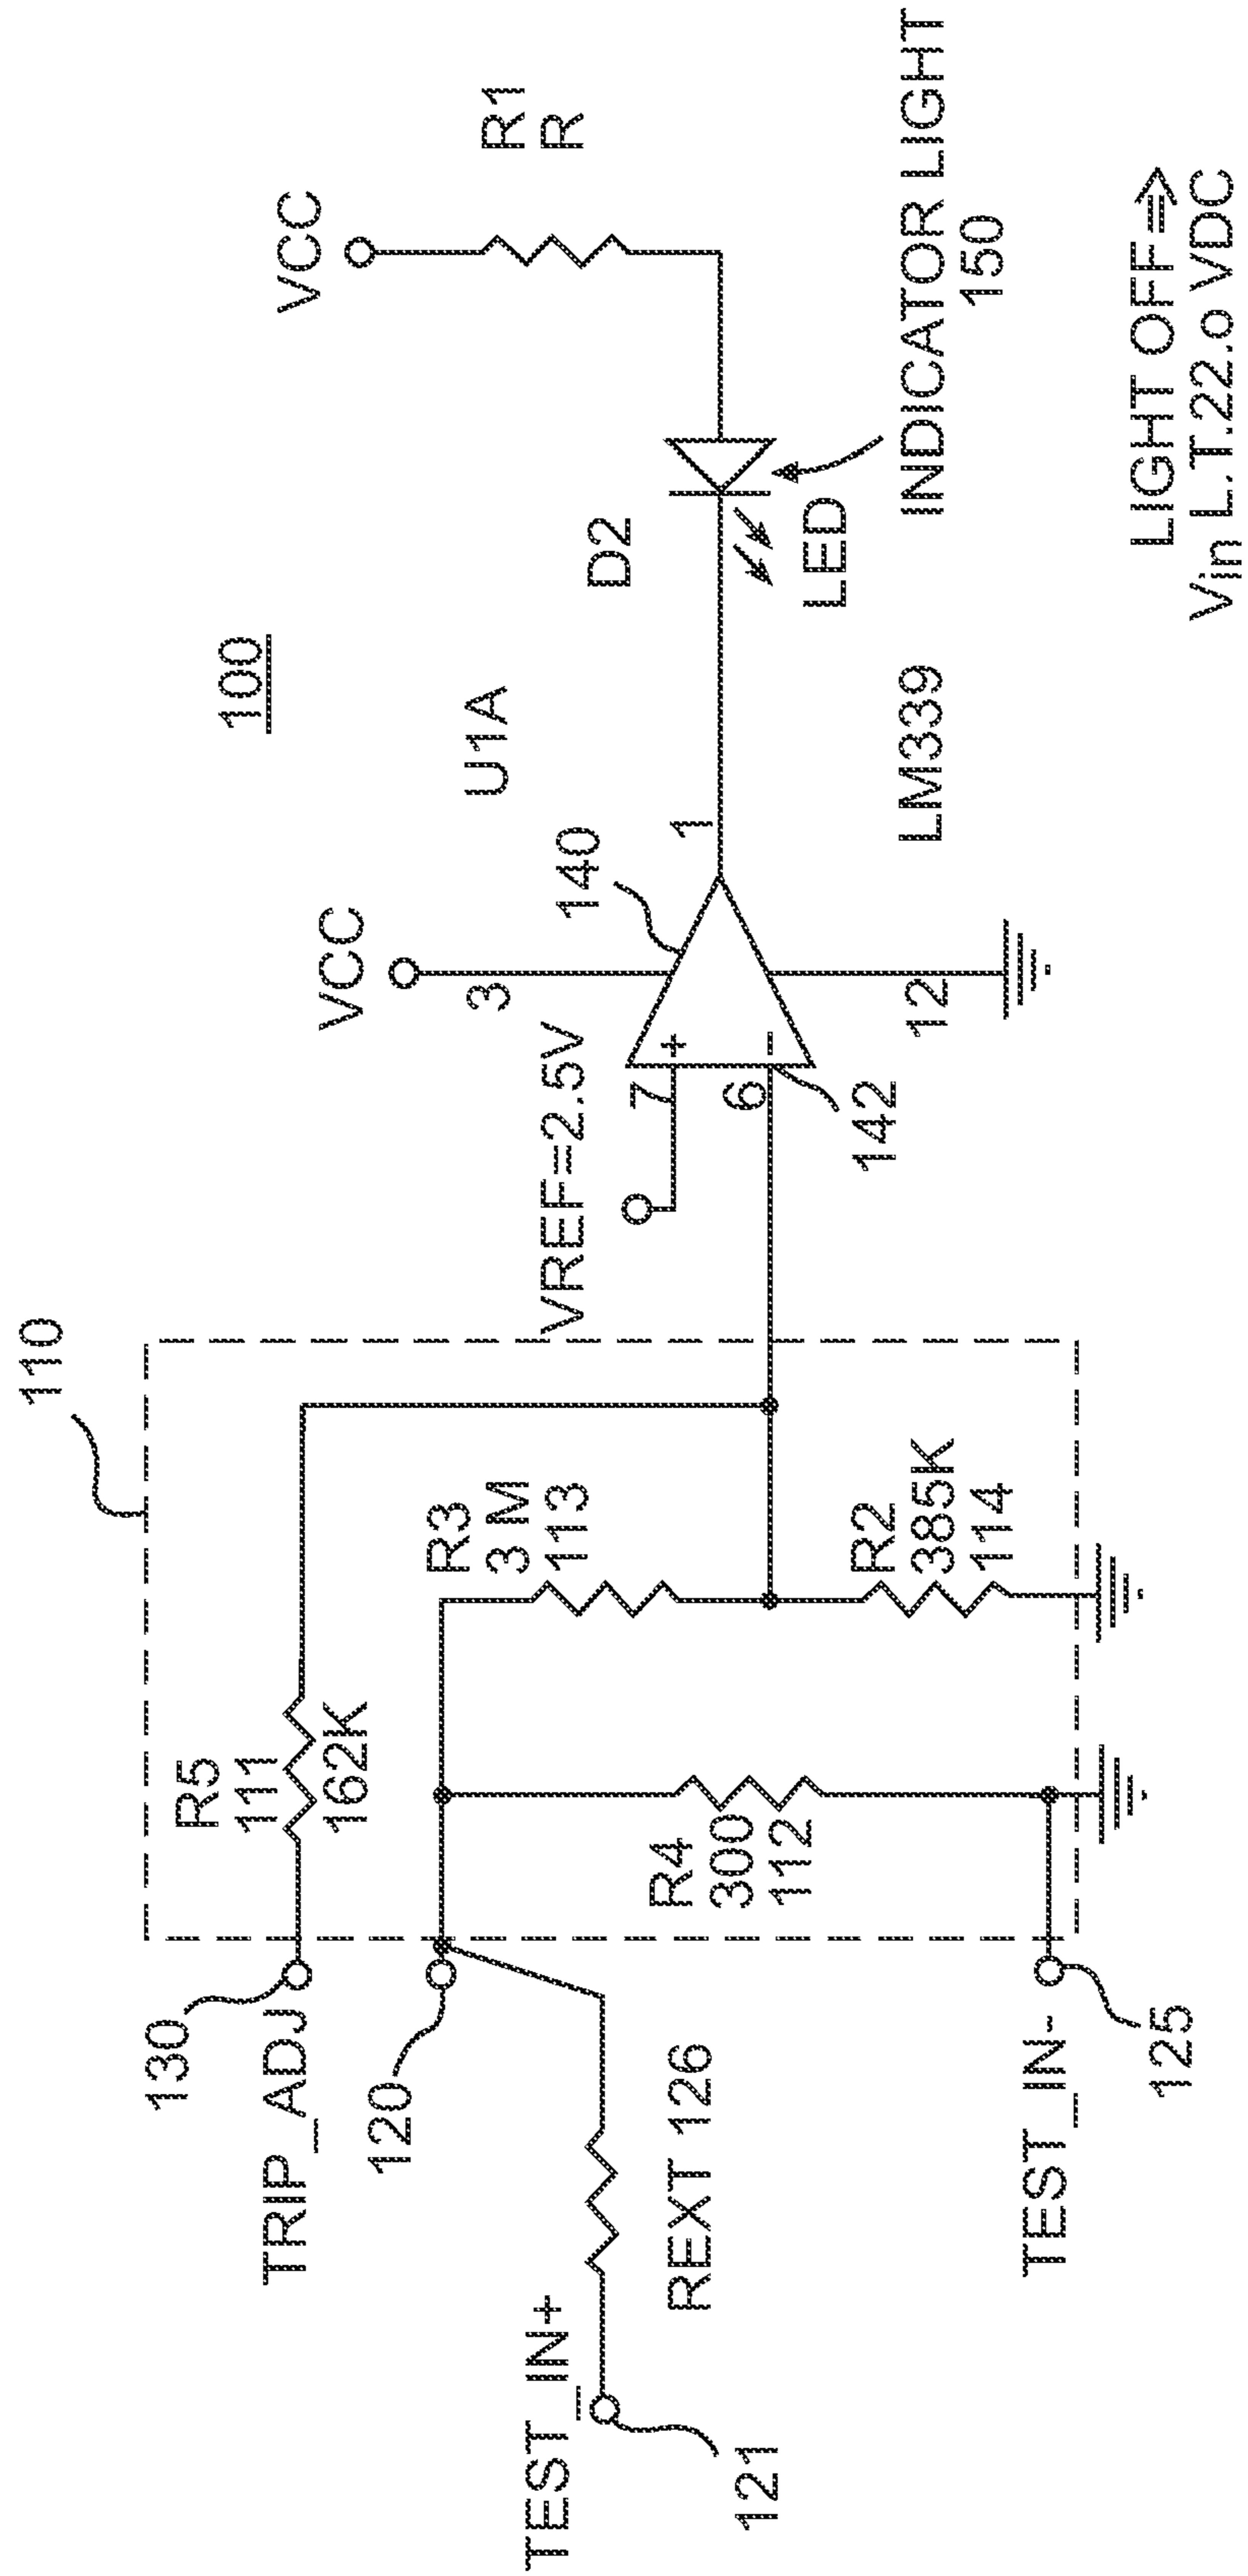 100
110
130
TRIP_ADJ
R5
111
162K
120
TEST_IN+
121
REXT 126
R4
300
112
R3
3 M
113
R2
385K
114
TEST_IN-
125
VREF=2.5V
7
+
6
-
142
VCC
3
140
U1A
1
12
LM339
D2
LED
VCC
R1
R
INDICATOR LIGHT
150
LIGHT OFF⇒
Vin L.T.22.o VDC